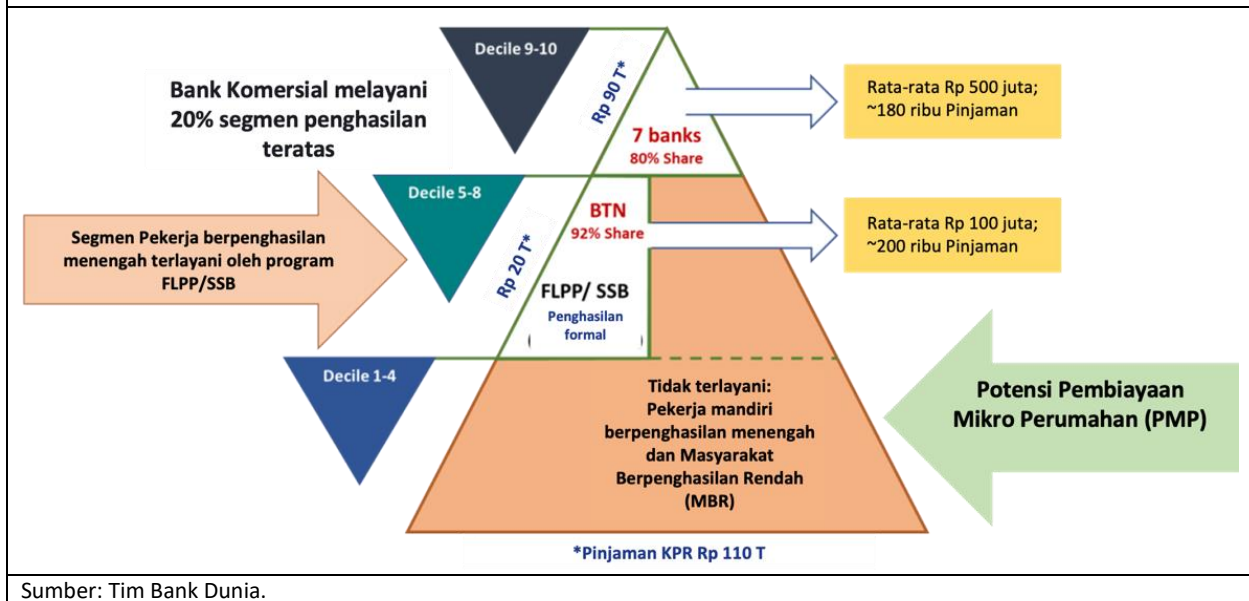 Decile 9-10
Bank Komersial melayani
20% segmen penghasilan
teratas
Rp 90 T*
7 banks
80% Share
Rata-rata Rp 500 juta;
~180 ribu Pinjaman
Decile 5-8
Segmen Pekerja berpenghasilan
menengah terlayani oleh program
FLPP/SSB
Rp 20 T*
BTN
92% Share
FLPP/ SSB
Penghasilan
formal
Rata-rata Rp 100 juta;
~200 ribu Pinjaman
Decile 1-4
Tidak terlayani:
Pekerja mandiri
berpenghasilan menengah
dan Masyarakat
Berpenghasilan Rendah
(MBR)
Potensi Pembiayaan
Mikro Perumahan (PMP)
*Pinjaman KPR Rp 110 T
Sumber: Tim Bank Dunia.